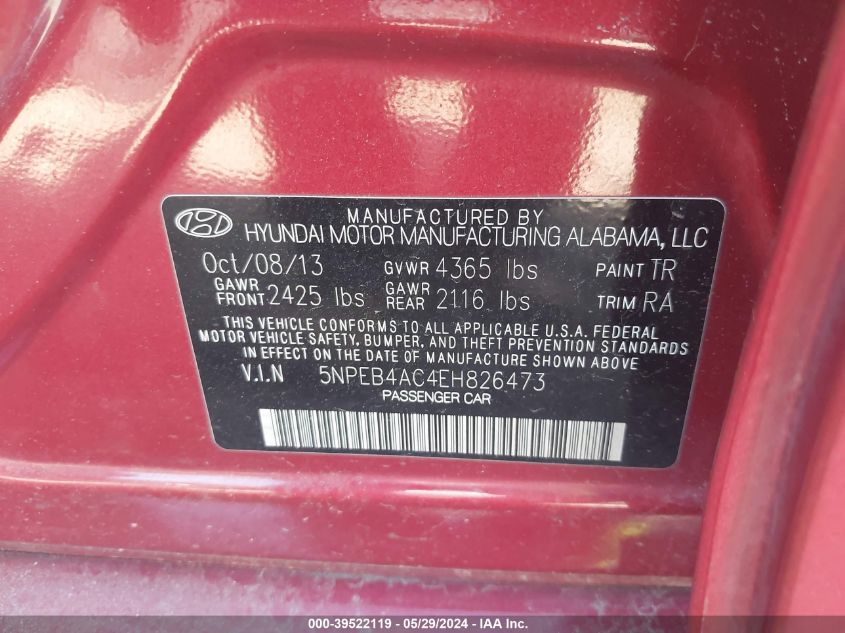 MANUFACTURED BY
HYUNDAI MOTOR MANUFACTURING ALABAMA, LLC
Oct/08/13 GVWR 4365 lbs PAINT TR
GAWR FRONT 2425 lbs GAWR REAR 2116 lbs TRIM RA
THIS VEHICLE CONFORMS TO ALL APPLICABLE U.S.A. FEDERAL
MOTOR VEHICLE SAFETY, BUMPER, AND THEFT PREVENTION STANDARDS
IN EFFECT ON THE DATE OF MANUFACTURE SHOWN ABOVE
V.I.N 5NPEB4AC4EH826473
PASSENGER CAR
000-39522119 - 05/29/2024 - IAA Inc.